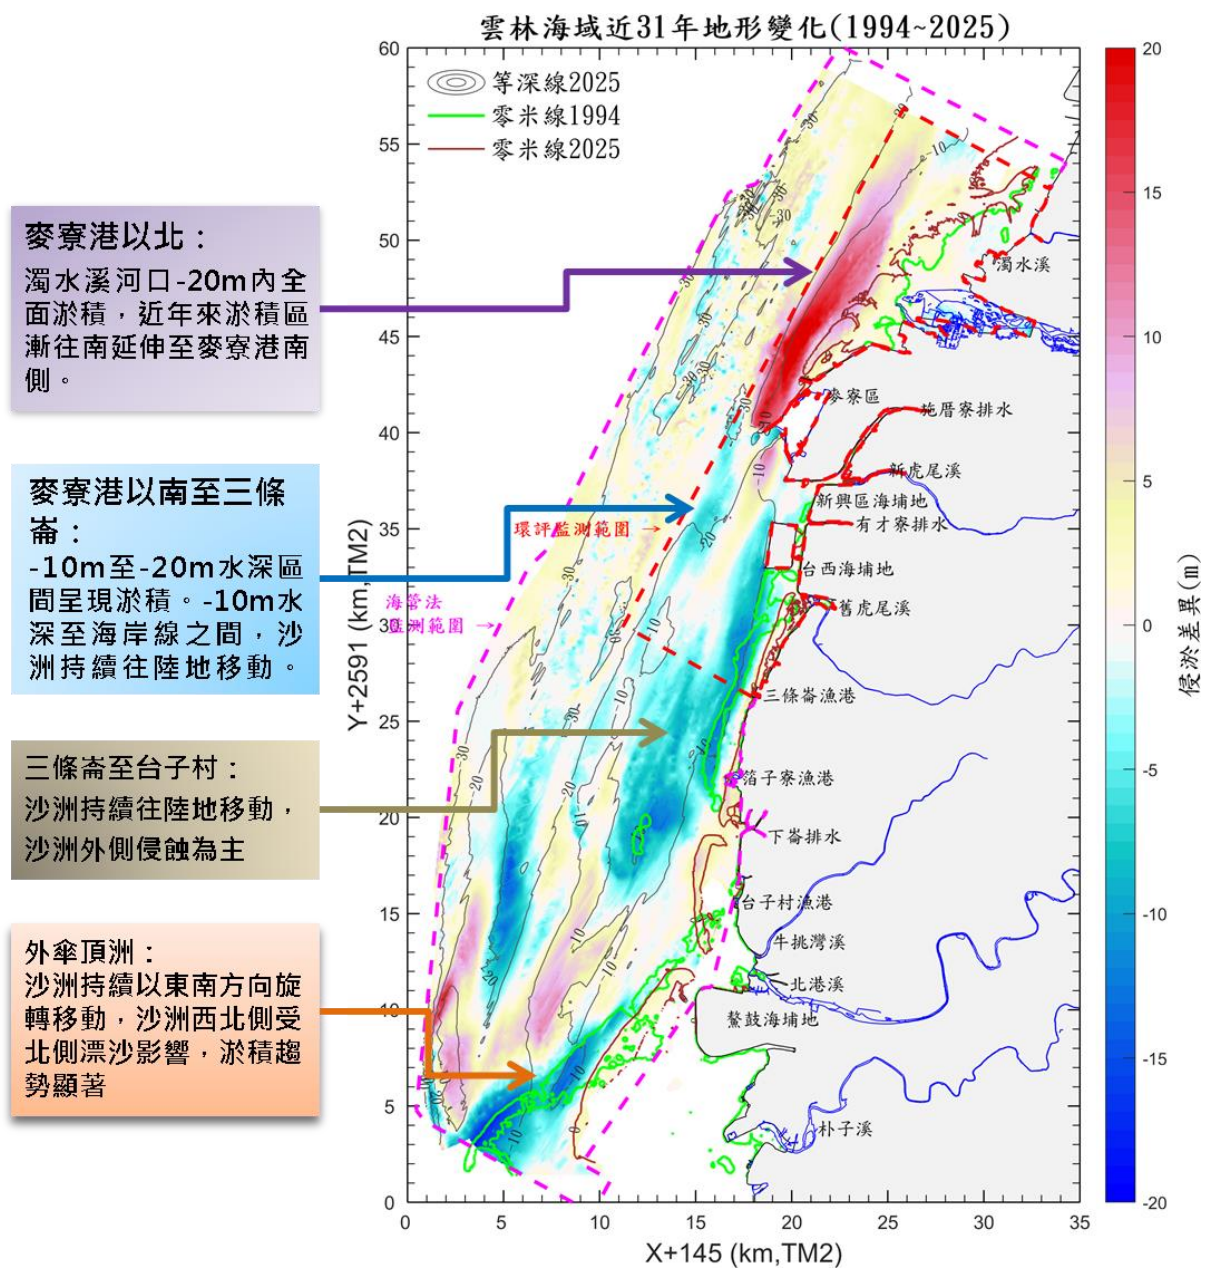 雲林海域近31年地形變化(1994~2025)
等深線2025
零米線1994
零米線2025
麥寮港以北：
濁水溪河口-20m內全
面淤積，近年來淤積區
漸往南延伸至麥寮港南
側。
麥寮港以南至三條
崙：
-10m至-20m水深區
間呈現淤積。-10m水
深至海岸線之間，沙
洲持續往陸地移動。
三條崙至台子村：
沙洲持續往陸地移動，
沙洲外側侵蝕為主
外傘頂洲：
沙洲持續以東南方向旋
轉移動，沙洲西北側受
北側漂沙影響，淤積趨
勢顯著
濁水溪
麥寮區
施厝寮排水
新虎尾溪
新興區海埔地
有才寮排水
環評監測範圍
台西海埔地
海管法
監測範圍
舊虎尾溪
三條崙漁港
箔子寮漁港
下崙排水
台子村漁港
牛挑灣溪
北港溪
鰲鼓海埔地
朴子溪
60
55
50
45
40
35
30
25
20
15
10
5
0
0
5
10
15
20
25
30
35
X+145 (km,TM2)
Y+2591 (km,TM2)
20
15
10
5
0
-5
-10
-15
-20
侵淤差異(m)